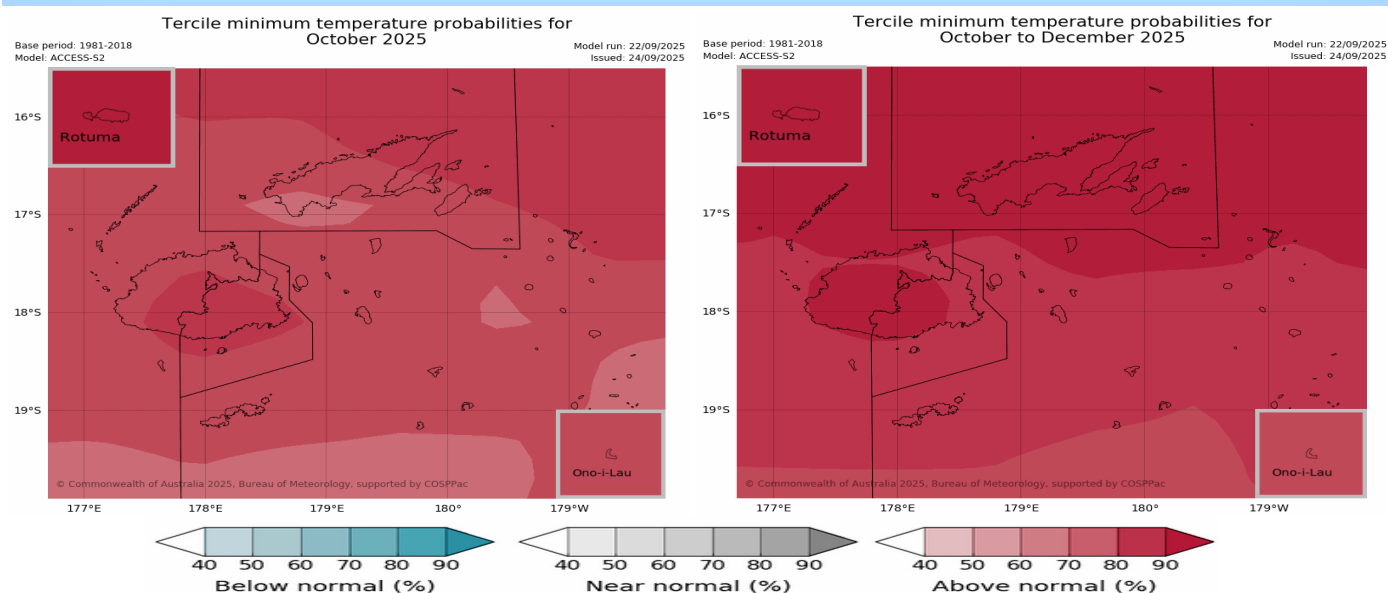 Tercile minimum temperature probabilities for
October 2025
Base period: 1981-2018
Model: ACCESS-S2
Model run: 22/09/2025
Issued: 24/09/2025
Rotuma
16°S
17°S
18°S
19°S
Ono-i-Lau
© Commonwealth of Australia 2025, Bureau of Meteorology, supported by COSPPac
177°E
178°E
179°E
180°
179°W
Tercile minimum temperature probabilities for
October to December 2025
Base period: 1981-2018
Model: ACCESS-S2
Model run: 22/09/2025
Issued: 24/09/2025
Rotuma
16°S
17°S
18°S
19°S
Ono-i-Lau
© Commonwealth of Australia 2025, Bureau of Meteorology, supported by COSPPac
177°E
178°E
179°E
180°
179°W
40 50 60 70 80 90
Below normal (%)
40 50 60 70 80 90
Near normal (%)
40 50 60 70 80 90
Above normal (%)